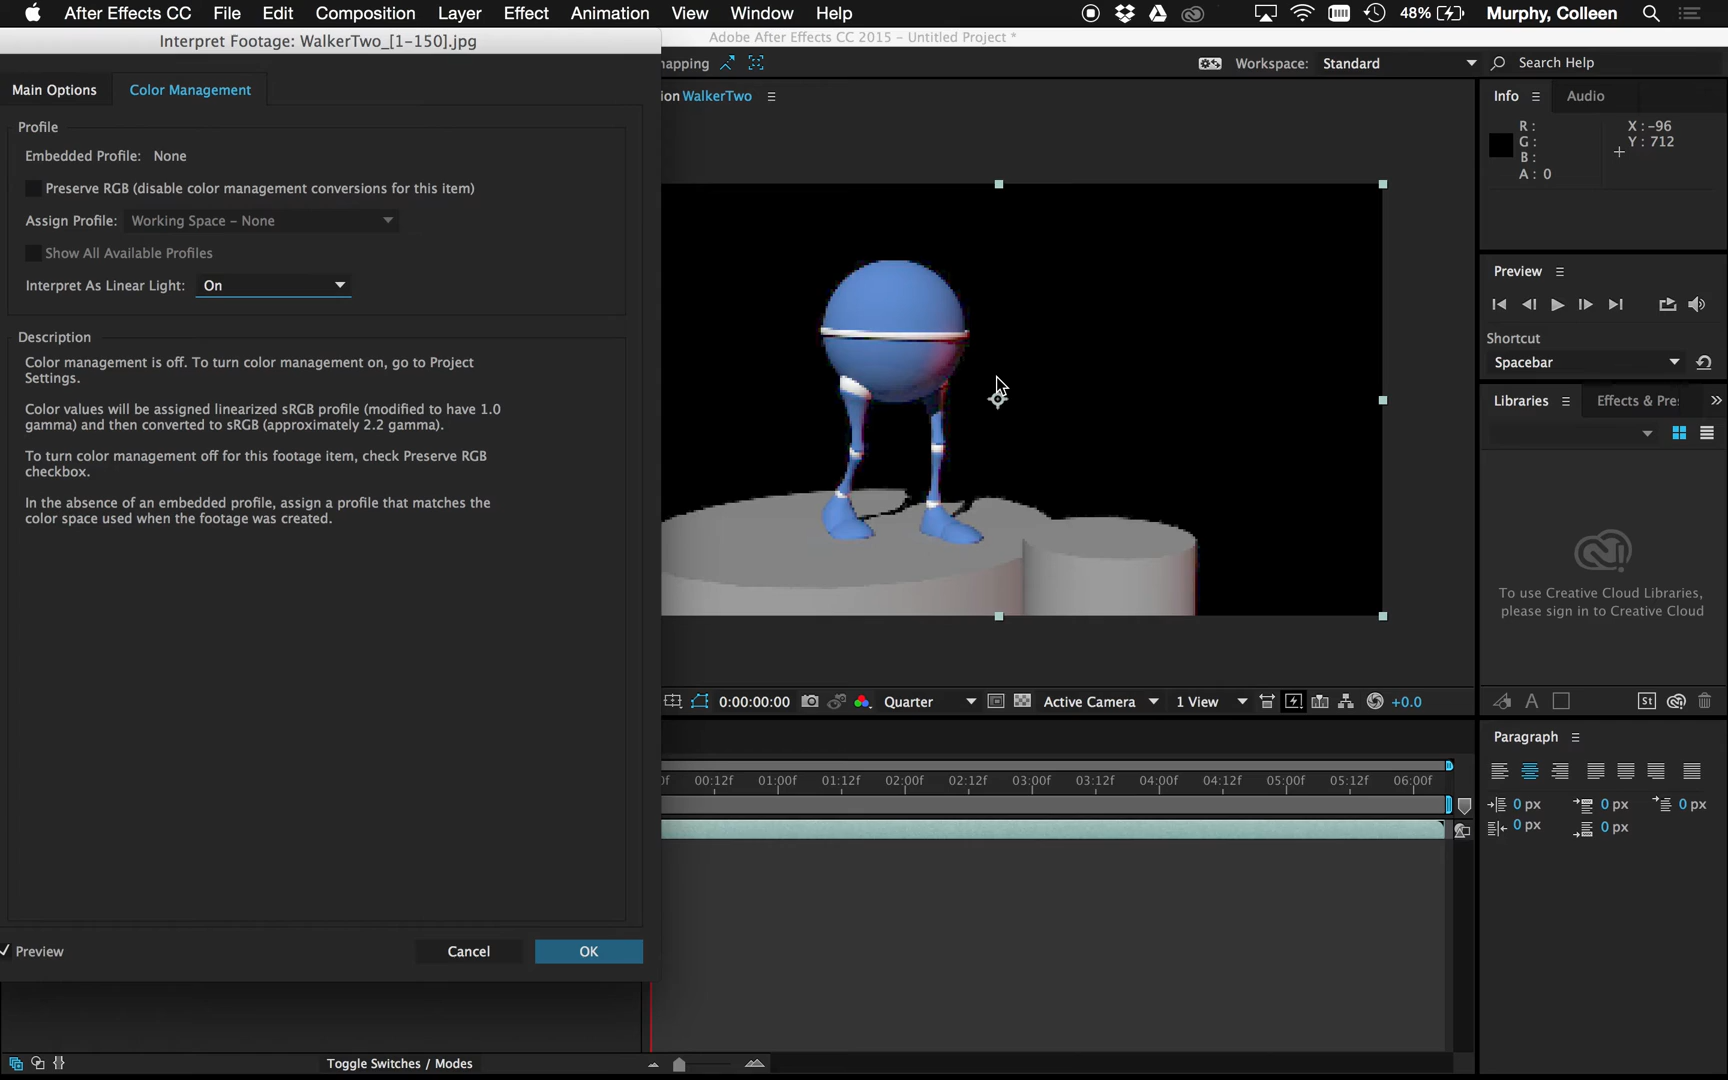 After Effects CC File Edit Composition Layer Effect Animation View Window Help 48% Murphy, Colleen
Interpret Footage: WalkerTwo_[1-150].jpg
Adobe After Effects CC 2015 – Untitled Project *
Main Options Color Management
Profile
Embedded Profile: None
Preserve RGB (disable color management conversions for this item)
Assign Profile: Working Space – None
Show All Available Profiles
Interpret As Linear Light: On
Description
Color management is off. To turn color management on, go to Project
Settings.
Color values will be assigned linearized sRGB profile (modified to have 1.0
gamma) and then converted to sRGB (approximately 2.2 gamma).
To turn color management off for this footage item, check Preserve RGB
checkbox.
In the absence of an embedded profile, assign a profile that matches the
color space used when the footage was created.
Preview Cancel OK
Toggle Switches / Modes
napping Workspace: Standard Search Help
ion WalkerTwo
0:00:00:00 Quarter Active Camera 1 View +0.0
0f 00:12f 01:00f 01:12f 02:00f 02:12f 03:00f 03:12f 04:00f 04:12f 05:00f 05:12f 06:00f
Info Audio
R: X: -96
G: Y: 712
B:
A: 0
Preview
Shortcut
Spacebar
Libraries Effects & Pre
To use Creative Cloud Libraries,
please sign in to Creative Cloud
St
Paragraph
0 px 0 px 0 px
0 px 0 px